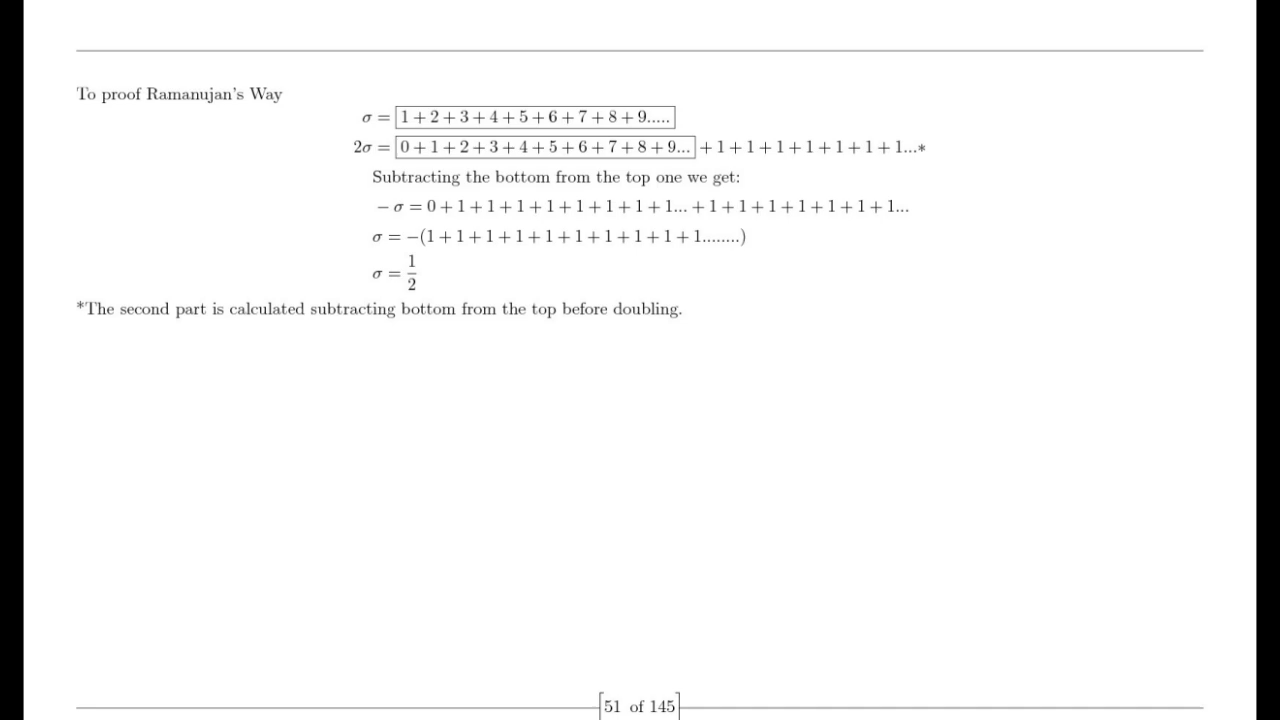 To proof Ramanujan's Way
σ = 1 + 2 + 3 + 4 + 5 + 6 + 7 + 8 + 9.....
2σ = 0 + 1 + 2 + 3 + 4 + 5 + 6 + 7 + 8 + 9... + 1 + 1 + 1 + 1 + 1 + 1 + 1...*
Subtracting the bottom from the top one we get:
− σ = 0 + 1 + 1 + 1 + 1 + 1 + 1 + 1 + 1... + 1 + 1 + 1 + 1 + 1 + 1 + 1...
σ = −(1 + 1 + 1 + 1 + 1 + 1 + 1 + 1 + 1 + 1........)
σ = 1/2
*The second part is calculated subtracting bottom from the top before doubling.
51 of 145